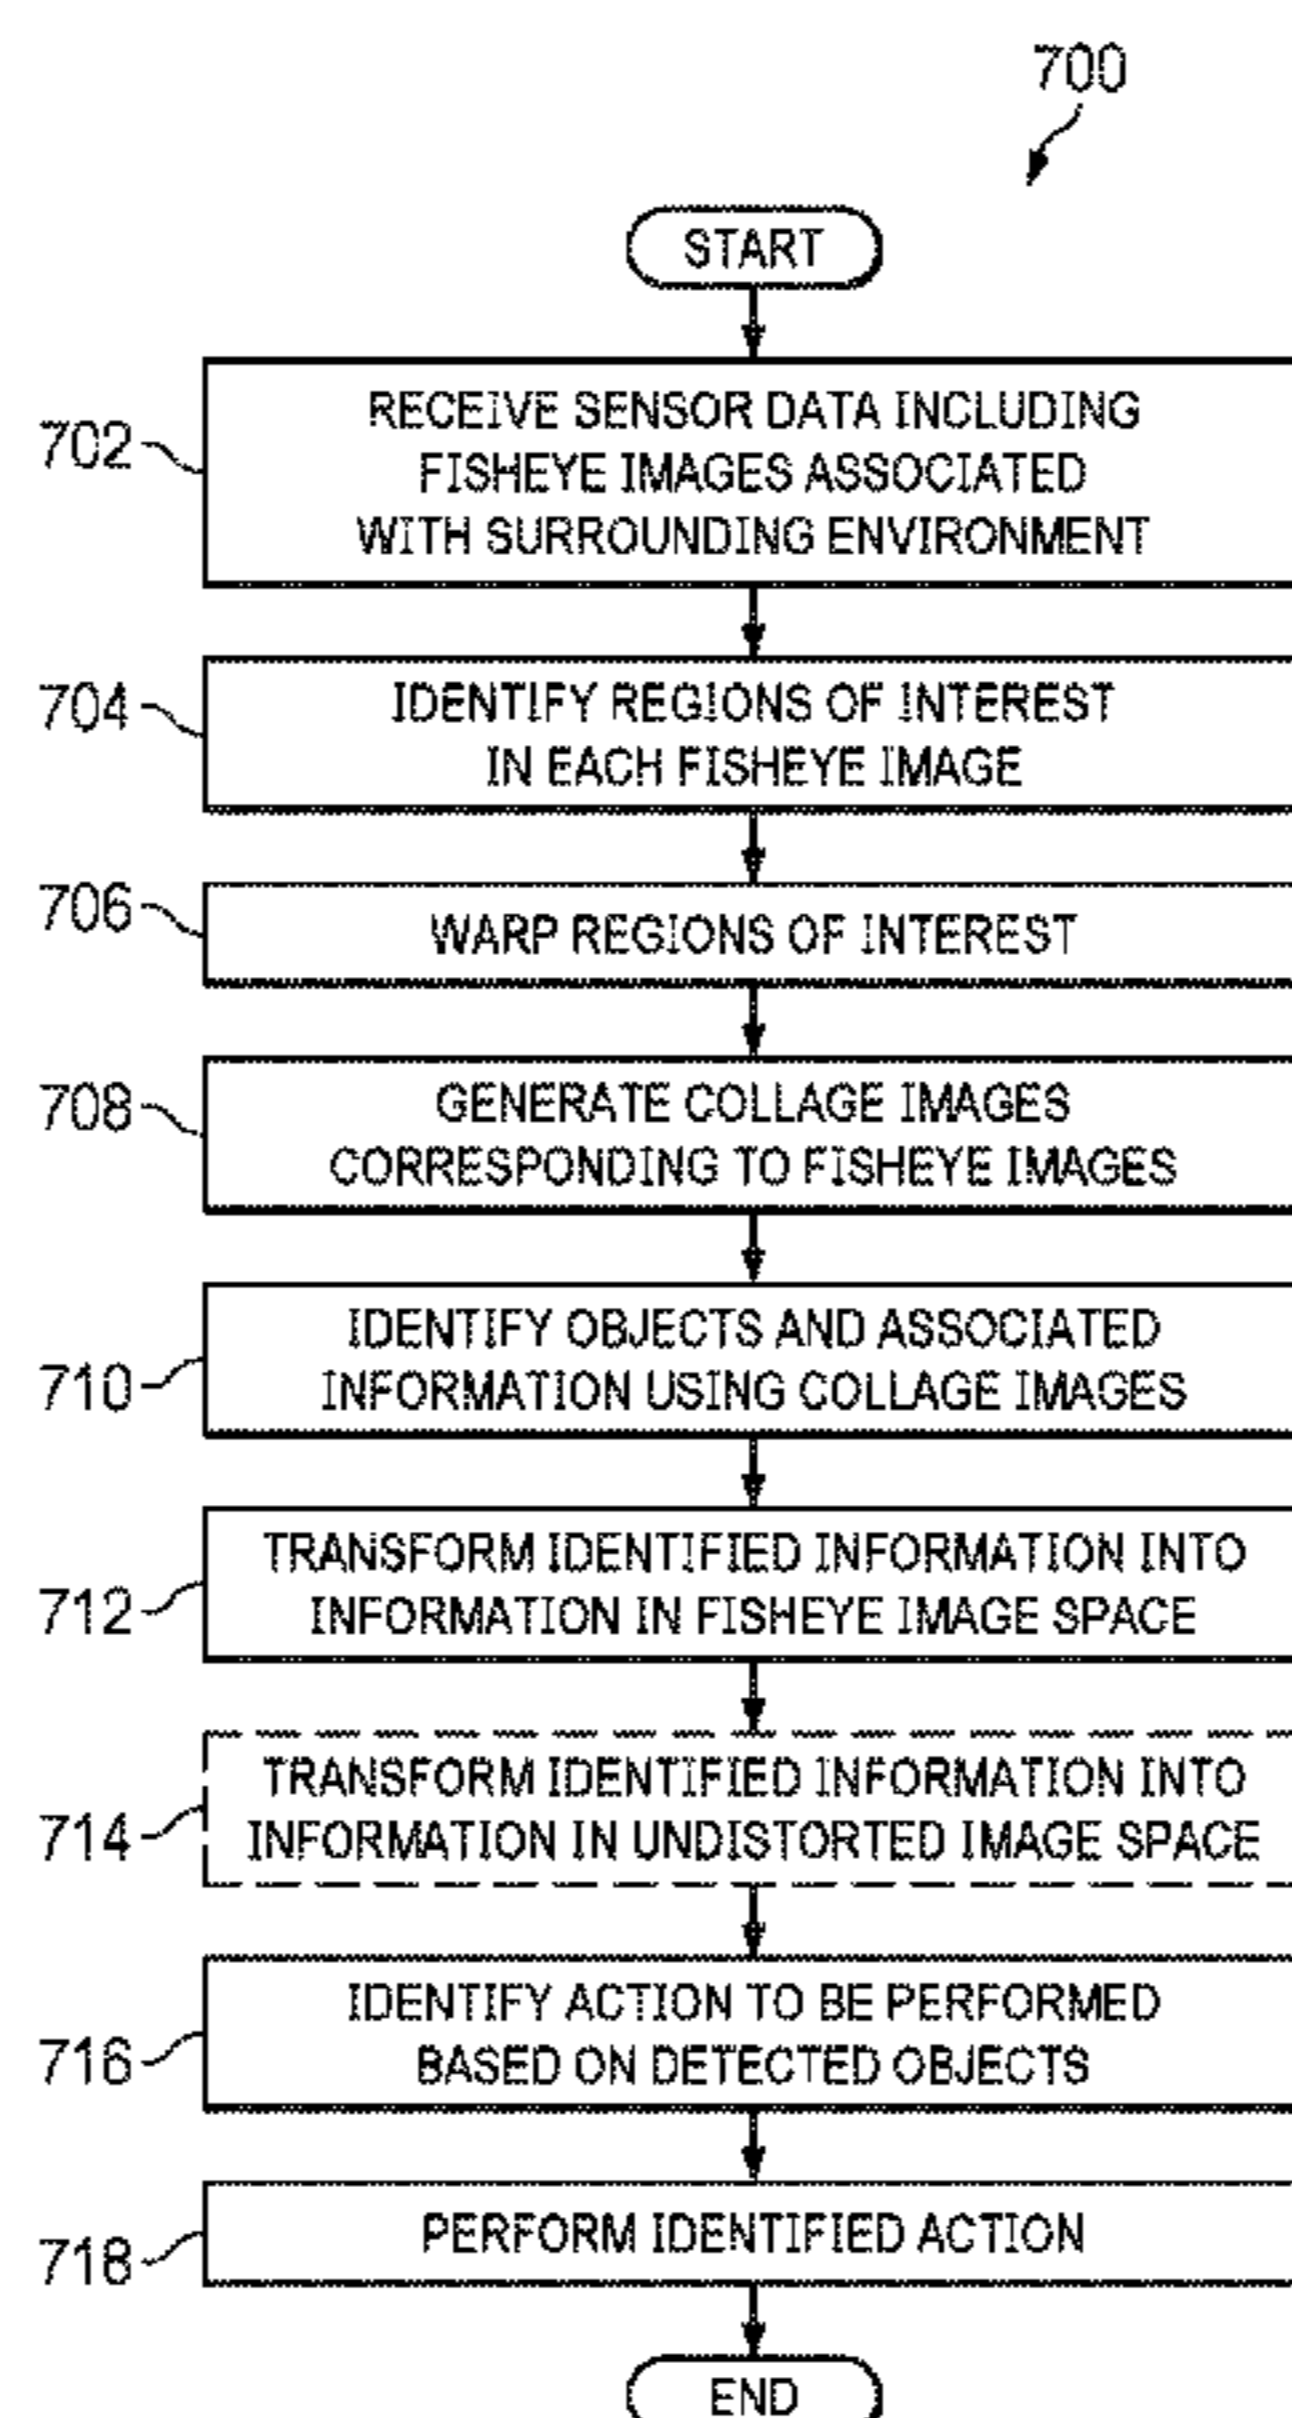 700
START
702
RECEIVE SENSOR DATA INCLUDING
FISHEYE IMAGES ASSOCIATED
WITH SURROUNDING ENVIRONMENT
704
IDENTIFY REGIONS OF INTEREST
IN EACH FISHEYE IMAGE
706
WARP REGIONS OF INTEREST
708
GENERATE COLLAGE IMAGES
CORRESPONDING TO FISHEYE IMAGES
710
IDENTIFY OBJECTS AND ASSOCIATED
INFORMATION USING COLLAGE IMAGES
712
TRANSFORM IDENTIFIED INFORMATION INTO
INFORMATION IN FISHEYE IMAGE SPACE
714
TRANSFORM IDENTIFIED INFORMATION INTO
INFORMATION IN UNDISTORTED IMAGE SPACE
716
IDENTIFY ACTION TO BE PERFORMED
BASED ON DETECTED OBJECTS
718
PERFORM IDENTIFIED ACTION
END